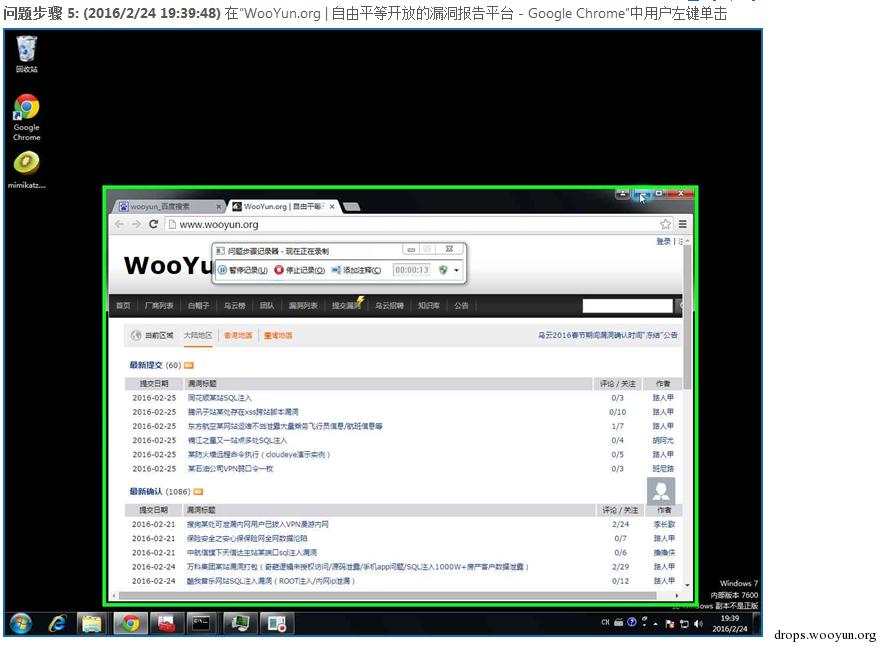 问题步骤 5: (2016/2/24 19:39:48) 在"WooYun.org | 自由平等开放的漏洞报告平台 - Google Chrome"中用户左键单击
回收站
Google
Chrome
mimikatz....
wooyun_百度搜索
WooYun.org | 自由平等
www.wooyun.org
登录 | 注
问题步骤记录器 - 现在正在录制
WooYu
暂停记录(U) 停止记录(O) 添加注释(C) 00:00:13
首页 厂商列表 白帽子 乌云榜 团队 漏洞列表 提交漏洞 乌云招聘 知识库 公告
当前区域 大陆地区 香港地區 臺灣地區
乌云2016春节期间漏洞确认时间"冻结"公告
最新提交 (60)
提交日期 漏洞标题 评论 / 关注 作者
2016-02-25 同花顺某站SQL注入 0/3 路人甲
2016-02-25 腾讯子站某处存在xss跨站脚本漏洞 0/10 路人甲
2016-02-25 东方航空某网站运维不当泄露大量乘务飞行员信息/航班信息等 1/7 路人甲
2016-02-25 锦江之星又一站点多处SQL注入 0/4 胡阿尤
2016-02-25 某防火墙远程命令执行（cloudeye演示实例） 0/5 路人甲
2016-02-25 某石油公司VPN弱口令一枚 0/3 班尼路
最新确认 (1086)
提交日期 漏洞标题 评论 / 关注 作者
2016-02-21 搜狗某处可泄漏内网用户已拨入VPN漫游内网 2/24 李长歌
2016-02-21 保险安全之安心保保险网全网数据沦陷 0/7 路人甲
2016-02-21 中航信旗下天信达主站某端口sql注入漏洞 0/6 撸撸侠
2016-02-24 万科集团某站漏洞打包（奇葩逻辑未授权访问/源码泄露/手机app问题/SQL注入1000W+房产客户数据泄露） 2/29 路人甲
2016-02-24 酷我音乐网站SQL注入漏洞（ROOT注入/内网ip泄漏） 0/12 路人甲
Windows 7
内部版本 7600
Windows 副本不是正版
CH
19:39
2016/2/24
drops.wooyun.org